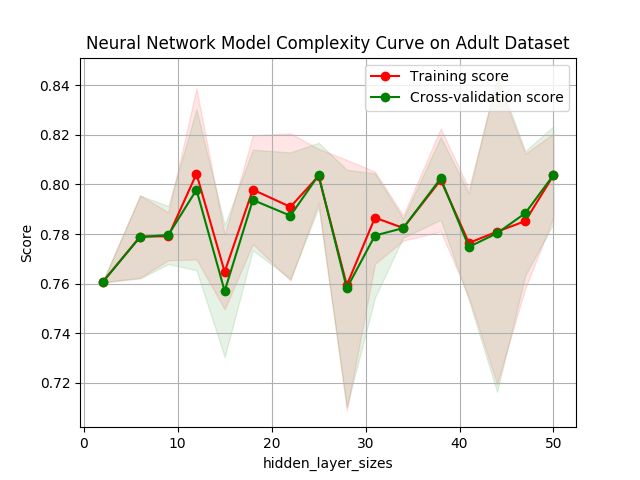 Neural Network Model Complexity Curve on Adult Dataset
Training score
Cross-validation score
Score
0.84
0.82
0.80
0.78
0.76
0.74
0.72
0
10
20
30
40
50
hidden_layer_sizes